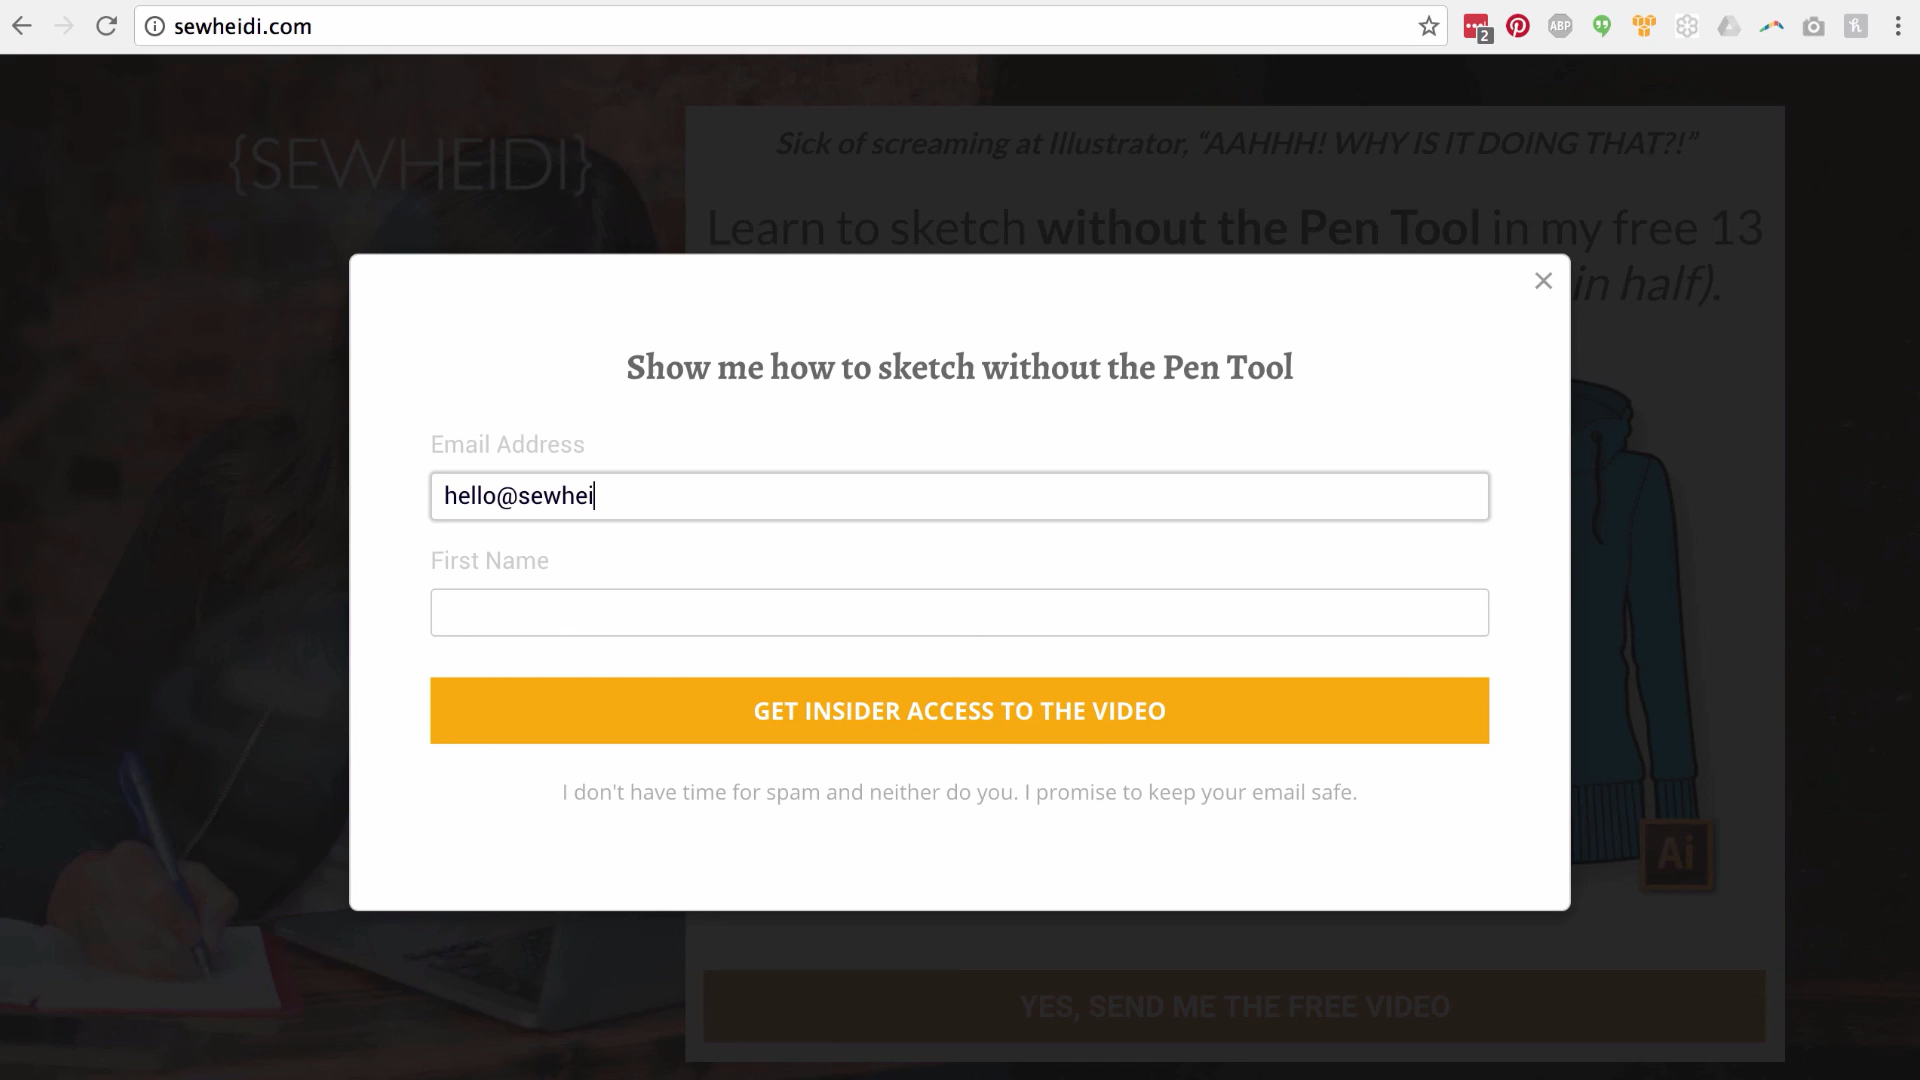 sewheidi.com
2
ABP
{SEWHEIDI}
Sick of screaming at Illustrator, “AAHHH! WHY IS IT DOING THAT?!”
Learn to sketch without the Pen Tool in my free 13
in half).
Show me how to sketch without the Pen Tool
Email Address
hello@sewhei
First Name
GET INSIDER ACCESS TO THE VIDEO
I don't have time for spam and neither do you. I promise to keep your email safe.
Ai
YES, SEND ME THE FREE VIDEO